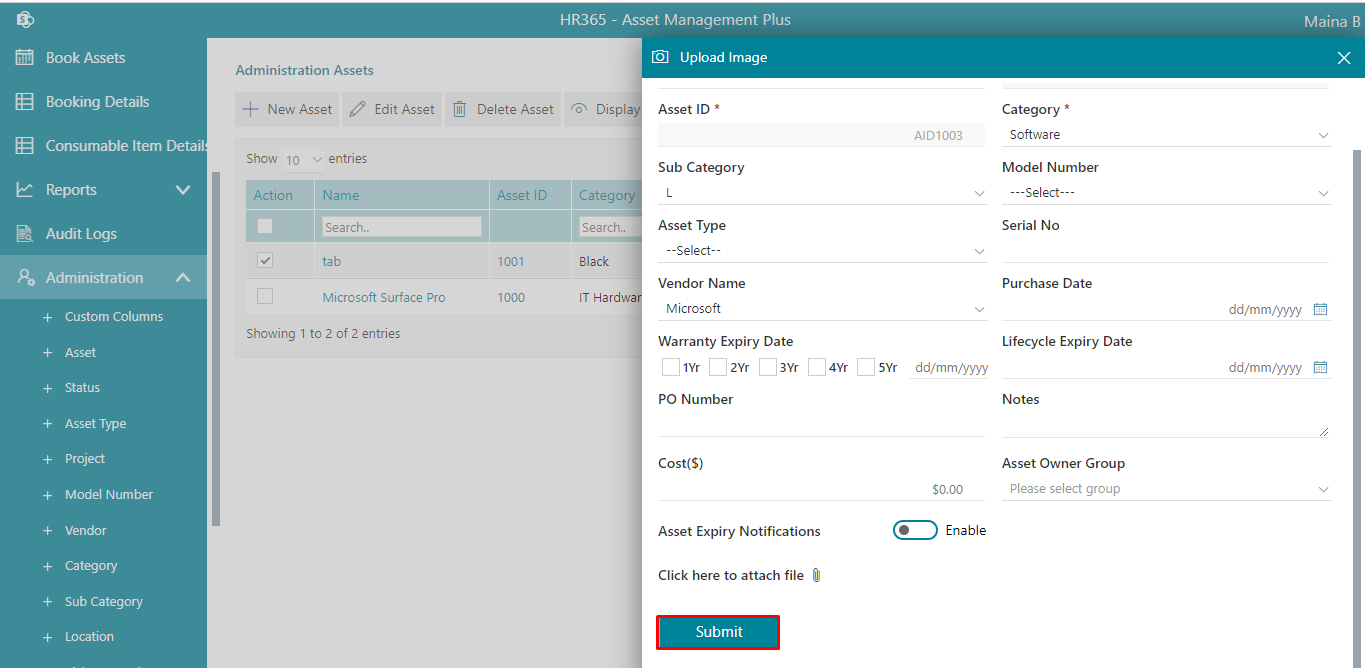 HR365 - Asset Management Plus
Maina B
Book Assets
Booking Details
Consumable Item Details
Reports
Audit Logs
Administration
Custom Columns
Asset
Status
Asset Type
Project
Model Number
Vendor
Category
Sub Category
Location
Administration Assets
New Asset
Edit Asset
Delete Asset
Display
Show 10 entries
Action Name Asset ID Category
Search.. Search..
tab 1001 Black
Microsoft Surface Pro 1000 IT Hardwar
Showing 1 to 2 of 2 entries
Upload Image
Asset ID *
AID1003
Category *
Software
Sub Category
L
Model Number
---Select---
Asset Type
--Select--
Serial No
Vendor Name
Microsoft
Purchase Date
dd/mm/yyyy
Warranty Expiry Date
1Yr 2Yr 3Yr 4Yr 5Yr dd/mm/yyyy
Lifecycle Expiry Date
dd/mm/yyyy
PO Number
Notes
Cost($)
$0.00
Asset Owner Group
Please select group
Asset Expiry Notifications
Enable
Click here to attach file
Submit